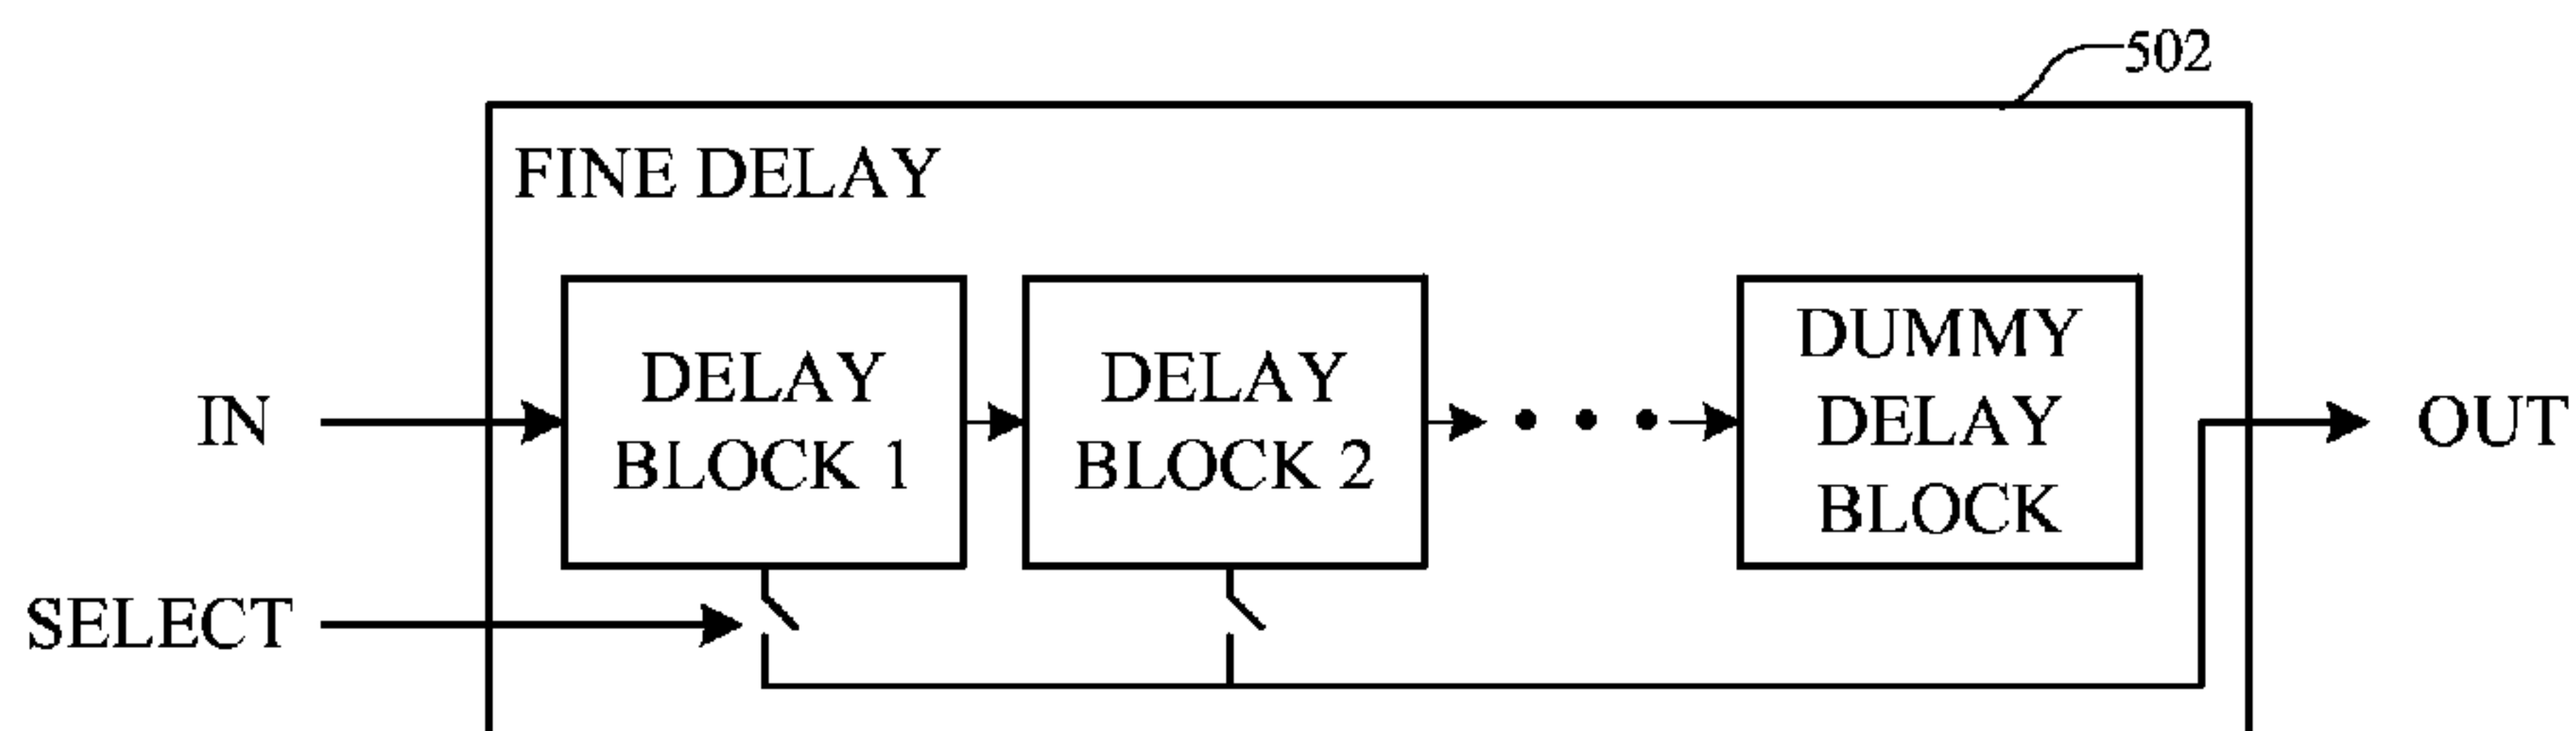 502
FINE DELAY
DELAY
BLOCK 1
DELAY
BLOCK 2
DUMMY
DELAY
BLOCK
IN
OUT
SELECT